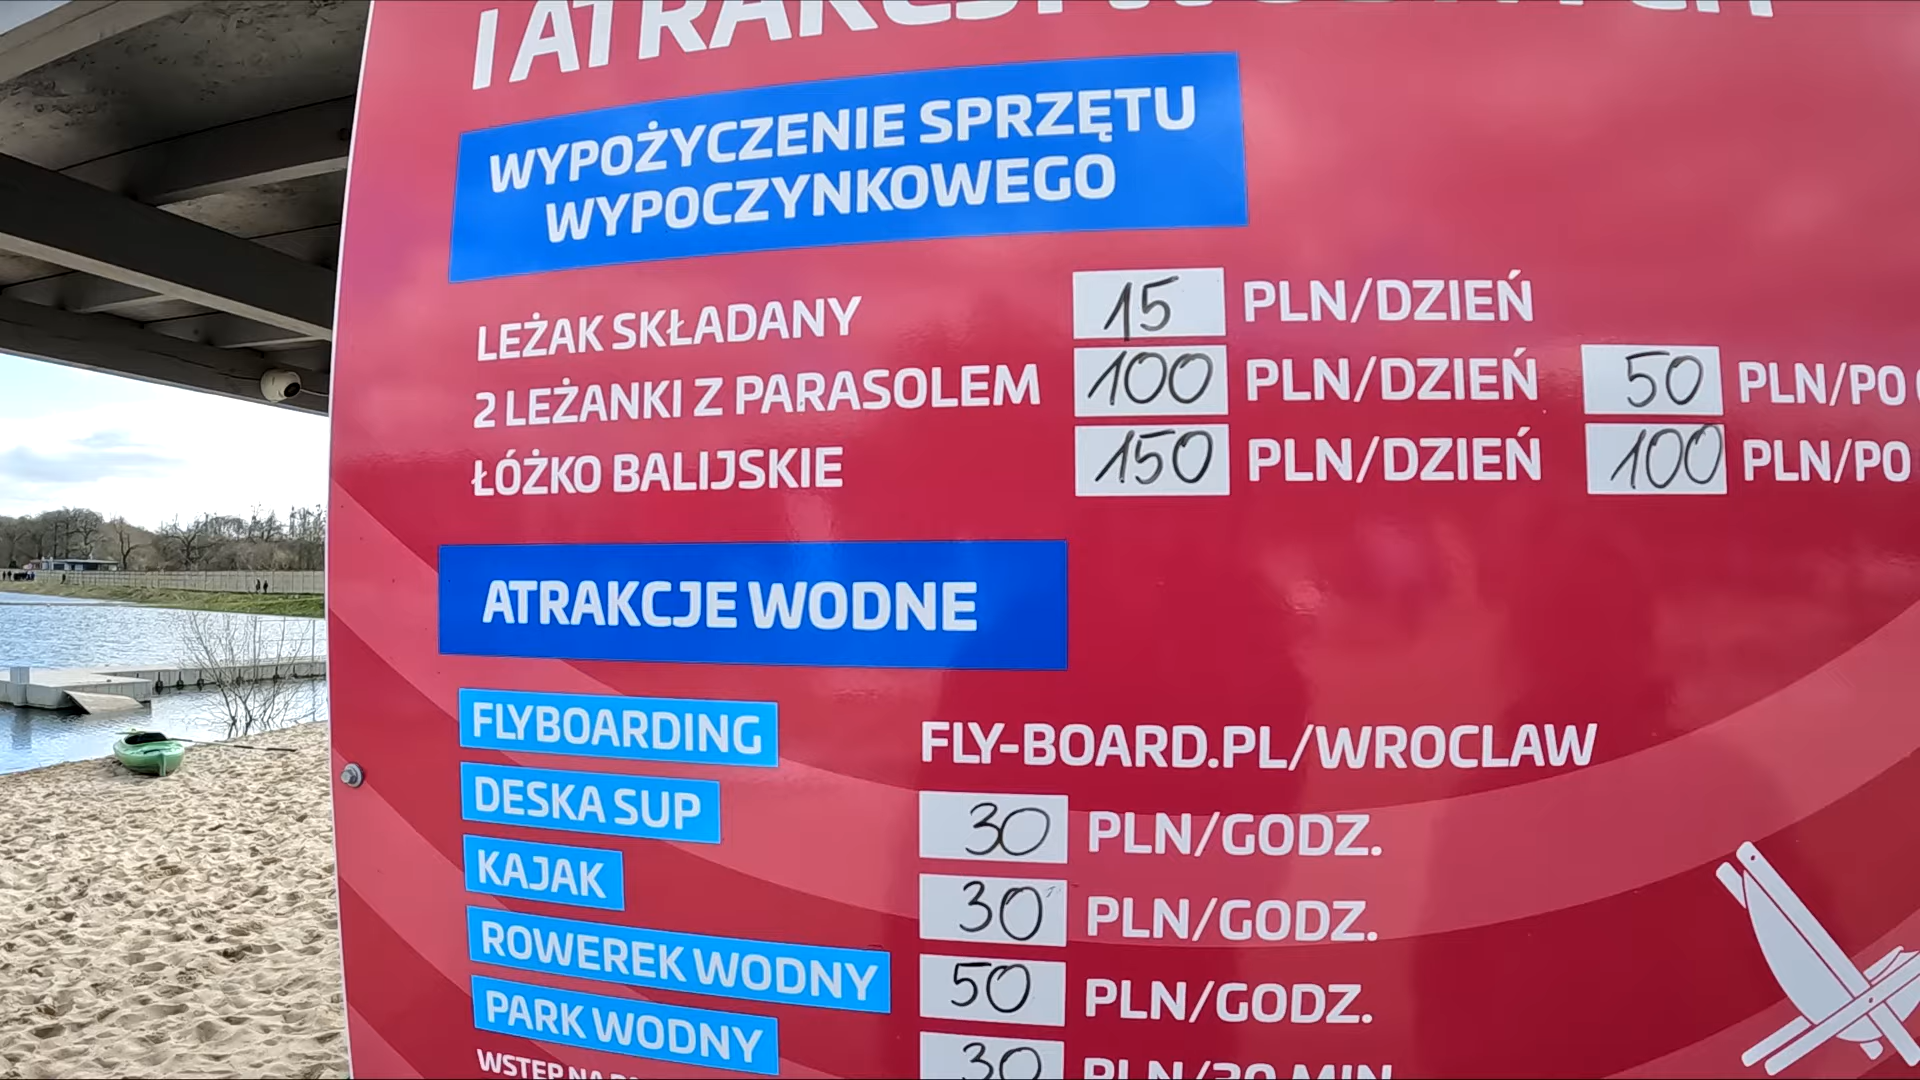 I ATRAKCJI WODNYCH
WYPOŻYCZENIE SPRZĘTU
WYPOCZYNKOWEGO
LEŻAK SKŁADANY 15 PLN/DZIEŃ
2 LEŻANKI Z PARASOLEM 100 PLN/DZIEŃ 50 PLN/PO
ŁÓŻKO BALIJSKIE 150 PLN/DZIEŃ 100 PLN/PO
ATRAKCJE WODNE
FLYBOARDING FLY-BOARD.PL/WROCLAW
DESKA SUP 30 PLN/GODZ.
KAJAK 30 PLN/GODZ.
ROWEREK WODNY 50 PLN/GODZ.
PARK WODNY 30 PLN/30 MIN
WSTĘP NA